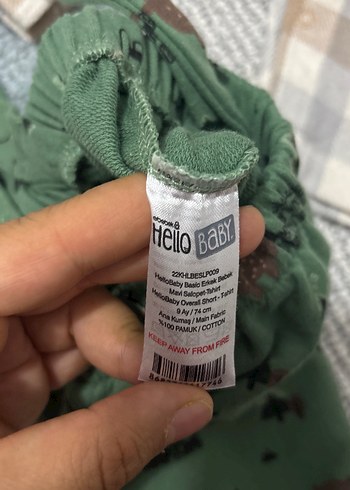 ebebek
Hello BABY
22KHLBESLP009
HelloBaby Basic Erkek Bebek
Mavi Salopet-Tshirt
HelloBaby Overall Short - Tshirt
9 Ay / 74 cm
Ana Kumaş / Main Fabric
%100 PAMUK / COTTON
KEEP AWAY FROM FIRE